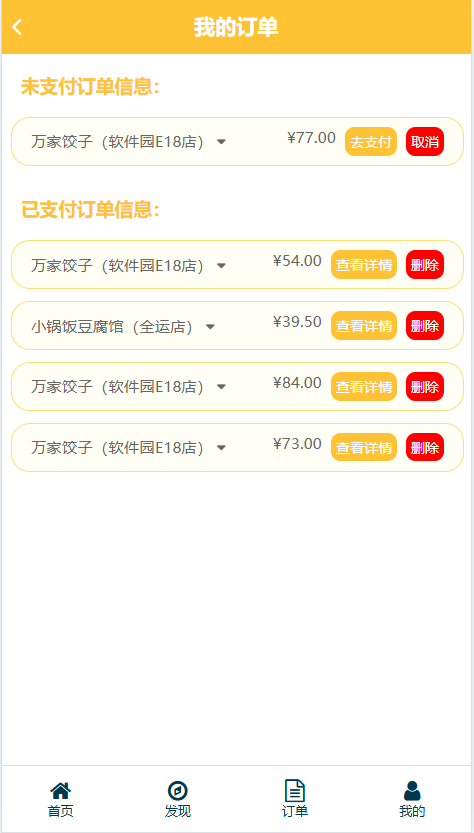 我的订单
未支付订单信息：
万家饺子（软件园E18店） ¥77.00 去支付 取消
已支付订单信息：
万家饺子（软件园E18店） ¥54.00 查看详情 删除
小锅饭豆腐馆（全运店） ¥39.50 查看详情 删除
万家饺子（软件园E18店） ¥84.00 查看详情 删除
万家饺子（软件园E18店） ¥73.00 查看详情 删除
首页 发现 订单 我的